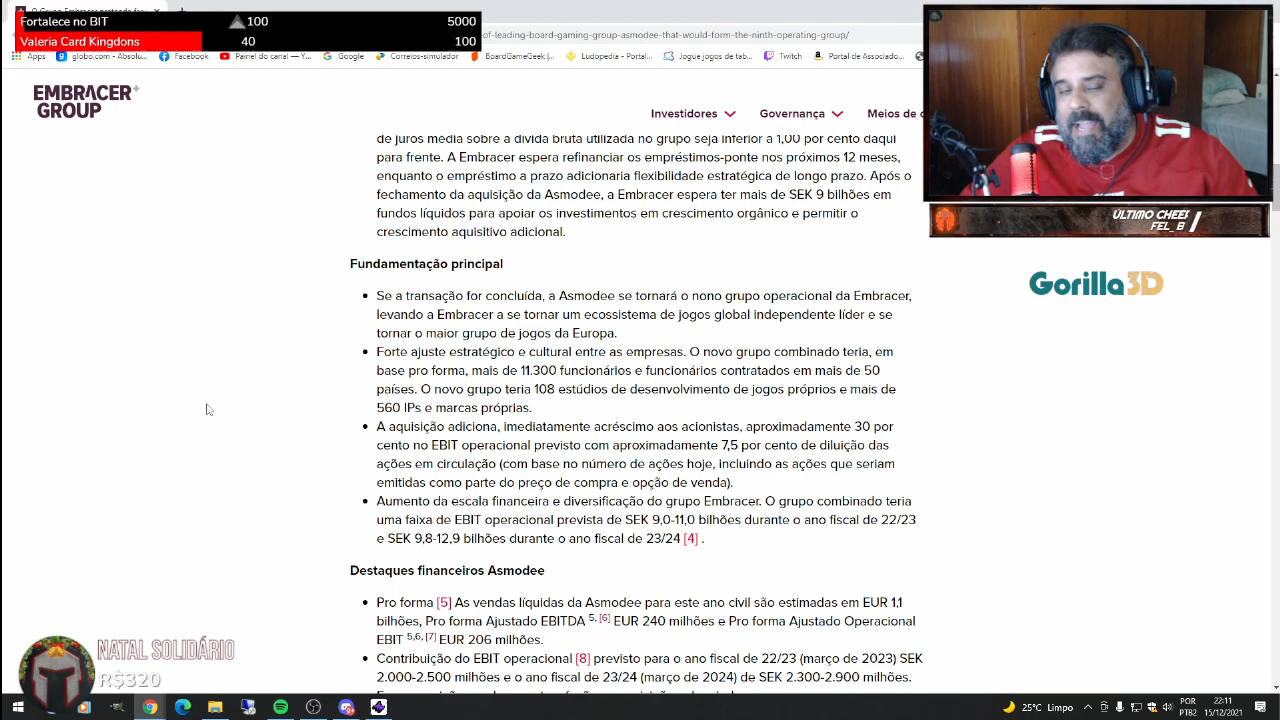 Fortalece no BIT 100 5000
Valeria Card Kingdons 40 100
of-leading-board-gaming-group-asmodee-that-would-form-the-ninth-operating-group/
Apps globo.com - Absolu... Facebook Painel do canal — Y... Google Correios-simulador BoardGameGeek |... Ludopedia - Portal... Jogue jogos de tab... Twitch Portal de Associado...
EMBRACER+
GROUP
Investidores Governança Meios de
de juros média sobre a dívida bruta utilizada no grupo seja inferior a 1,00 por cento daqui
para frente. A Embracer espera refinanciar os empréstimos-ponte nos próximos 12 meses,
enquanto o empréstimo a prazo adicionaria flexibilidade estratégica de longo prazo. Após o
fechamento da aquisição da Asmodee, a Embracer espera ter mais de SEK 9 bilhões em
fundos líquidos para apoiar os investimentos em crescimento orgânico e permitir o
crescimento aquisitivo adicional.
ÚLTIMO CHEE
FEL_B
Gorilla3D
Fundamentação principal
Se a transação for concluída, a Asmodee se tornará o nono grupo operacional da Embracer,
levando a Embracer a se tornar um ecossistema de jogos global independente líder e se
tornar o maior grupo de jogos da Europa.
Forte ajuste estratégico e cultural entre as empresas. O novo grupo combinado teria, em
base pro forma, mais de 11.300 funcionários e funcionários contratados em mais de 50
países. O novo grupo teria 108 estúdios de desenvolvimento de jogos próprios e mais de
560 IPs e marcas próprias.
A aquisição adiciona, imediatamente acréscimo aos acionistas, aproximadamente 30 por
cento no EBIT operacional previsto com aproximadamente 7,5 por cento de diluição das
ações em circulação (com base no número de ações hoje, incluindo as ações que seriam
emitidas como parte do preço de compra e opção de venda).
Aumento da escala financeira e diversificação do grupo Embracer. O grupo combinado teria
uma faixa de EBIT operacional prevista de SEK 9,0-11,0 bilhões durante o ano fiscal de 22/23
e SEK 9,8-12,9 bilhões durante o ano fiscal de 23/24 [4] .
Destaques financeiros Asmodee
Pro forma [5] As vendas líquidas da Asmodee para este ano civil são estimadas em EUR 1,1
bilhões, Pro forma Ajustado EBITDA 5, [6] EUR 240 milhões e Pro forma Ajustado Operacional
EBIT 5,6, [7] EUR 206 milhões.
Contribuição do EBIT operacional [8] previsto para o ano fiscal de 22/23 (março de 2023) SEK
2.000-2.500 milhões e o ano fiscal de 23/24 (março de 2024) de SEK 2.300-2.900 milhões.
NATAL SOLIDÁRIO
R$320
25°C Limpo
POR
PTB2
22:11
15/12/2021